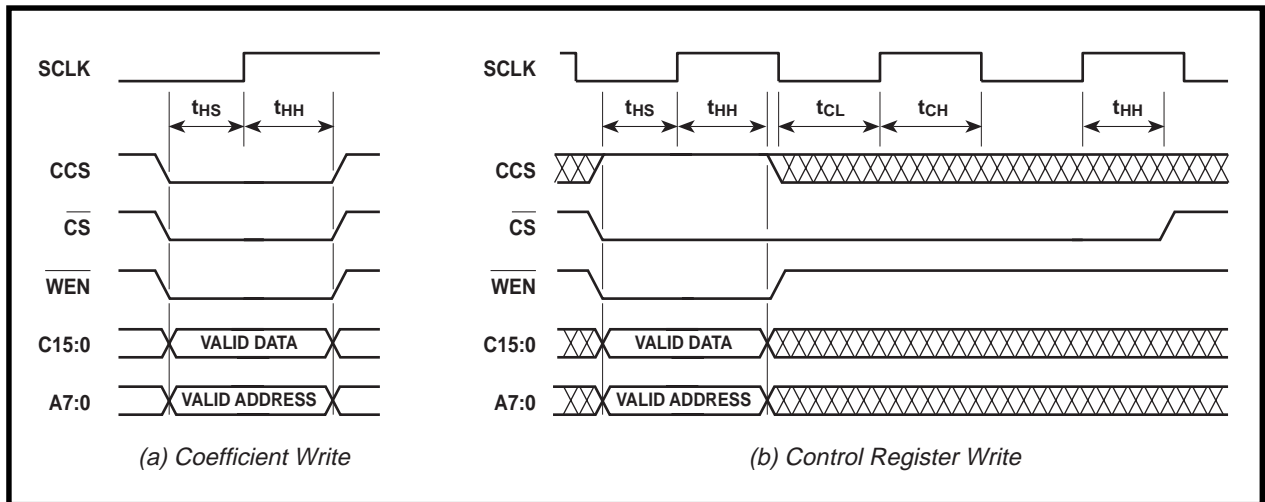 SCLK
tHS tHH
CCS
CS
WEN
C15:0 VALID DATA
A7:0 VALID ADDRESS
(a) Coefficient Write
SCLK
tHS tHH tCL tCH tHH
CCS
CS
WEN
C15:0 VALID DATA
A7:0 VALID ADDRESS
(b) Control Register Write